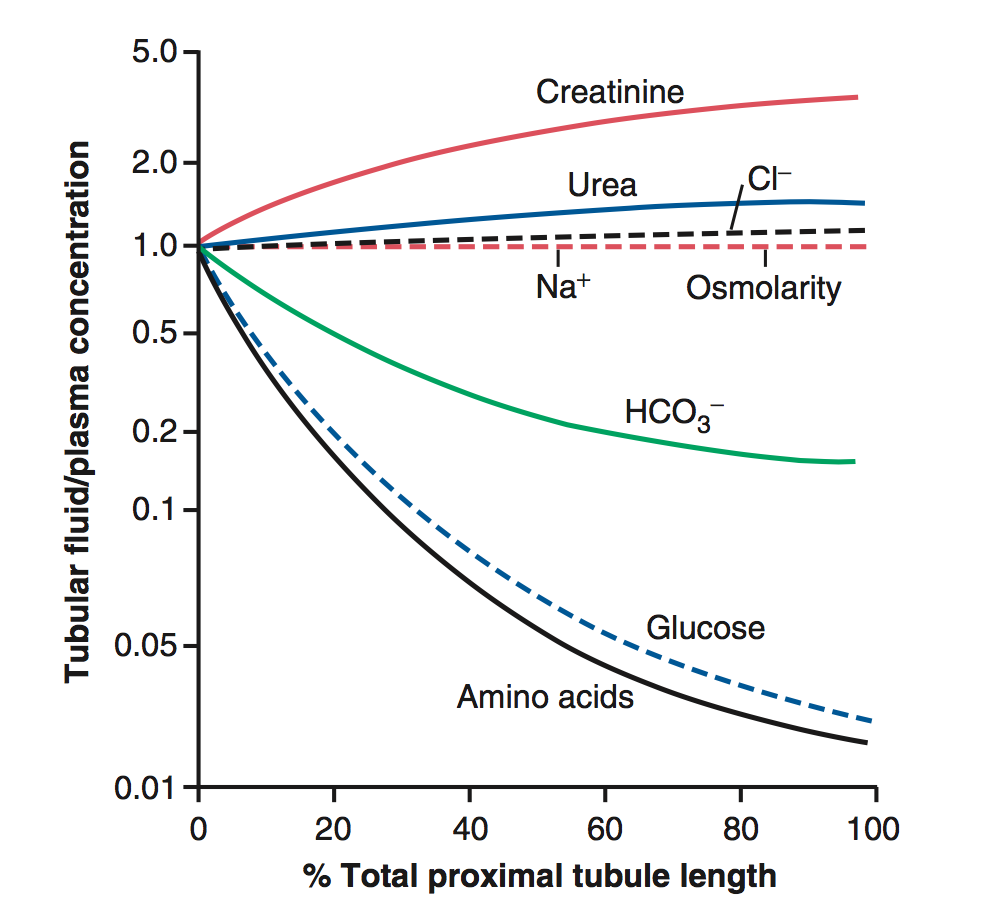 5.0
Creatinine
2.0
Cl⁻
Urea
1.0
Na⁺
Osmolarity
0.5
HCO₃⁻
0.2
0.1
Glucose
0.05
Amino acids
0.01
0 20 40 60 80 100
% Total proximal tubule length
Tubular fluid/plasma concentration